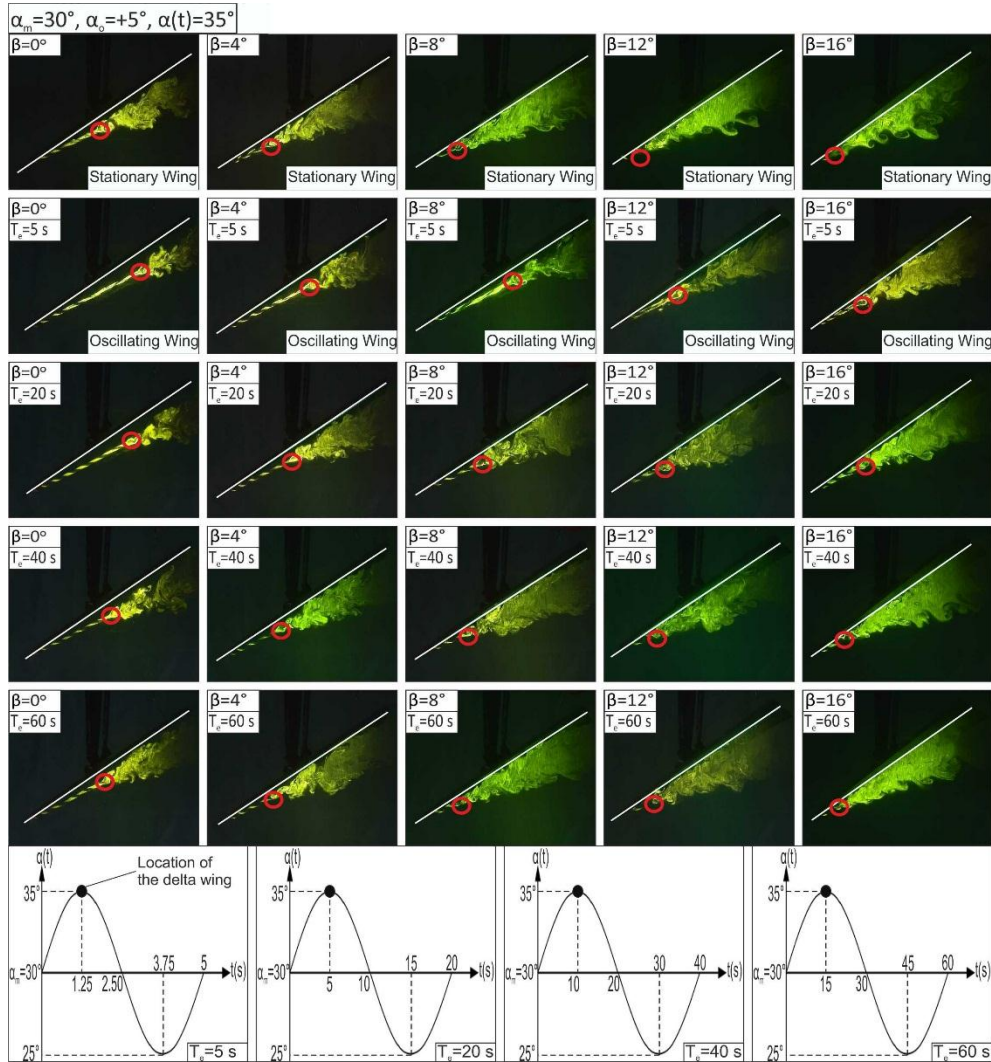 αₘ=30°, αₒ=+5°, α(t)=35°
β=0° β=4° β=8° β=12° β=16°
Stationary Wing Stationary Wing Stationary Wing Stationary Wing Stationary Wing
β=0° β=4° β=8° β=12° β=16°
Tₑ=5 s Tₑ=5 s Tₑ=5 s Tₑ=5 s Tₑ=5 s
Oscillating Wing Oscillating Wing Oscillating Wing Oscillating Wing Oscillating Wing
β=0° β=4° β=8° β=12° β=16°
Tₑ=20 s Tₑ=20 s Tₑ=20 s Tₑ=20 s Tₑ=20 s
β=0° β=4° β=8° β=12° β=16°
Tₑ=40 s Tₑ=40 s Tₑ=40 s Tₑ=40 s Tₑ=40 s
β=0° β=4° β=8° β=12° β=16°
Tₑ=60 s Tₑ=60 s Tₑ=60 s Tₑ=60 s Tₑ=60 s
α(t)
Location of
the delta wing
35°
αₘ=30°
1.25 2.50 3.75 5 t(s)
25°
Tₑ=5 s
α(t)
35°
αₘ=30°
5 10 15 20 t(s)
25°
Tₑ=20 s
α(t)
35°
αₘ=30°
10 20 30 40 t(s)
25°
Tₑ=40 s
α(t)
35°
αₘ=30°
15 30 45 60 t(s)
25°
Tₑ=60 s